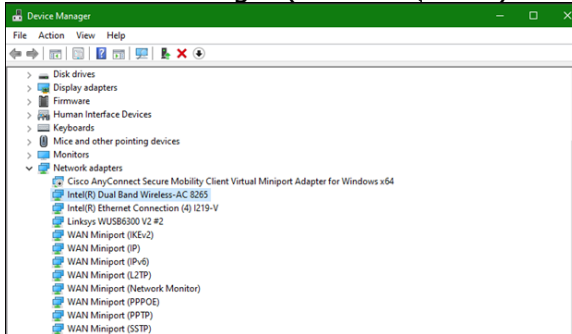 Device Manager
File Action View Help
Disk drives
Display adapters
Firmware
Human Interface Devices
Keyboards
Mice and other pointing devices
Monitors
Network adapters
Cisco AnyConnect Secure Mobility Client Virtual Miniport Adapter for Windows x64
Intel(R) Dual Band Wireless-AC 8265
Intel(R) Ethernet Connection (4) I219-V
Linksys WUSB6300 V2 #2
WAN Miniport (IKEv2)
WAN Miniport (IP)
WAN Miniport (IPv6)
WAN Miniport (L2TP)
WAN Miniport (Network Monitor)
WAN Miniport (PPPOE)
WAN Miniport (PPTP)
WAN Miniport (SSTP)